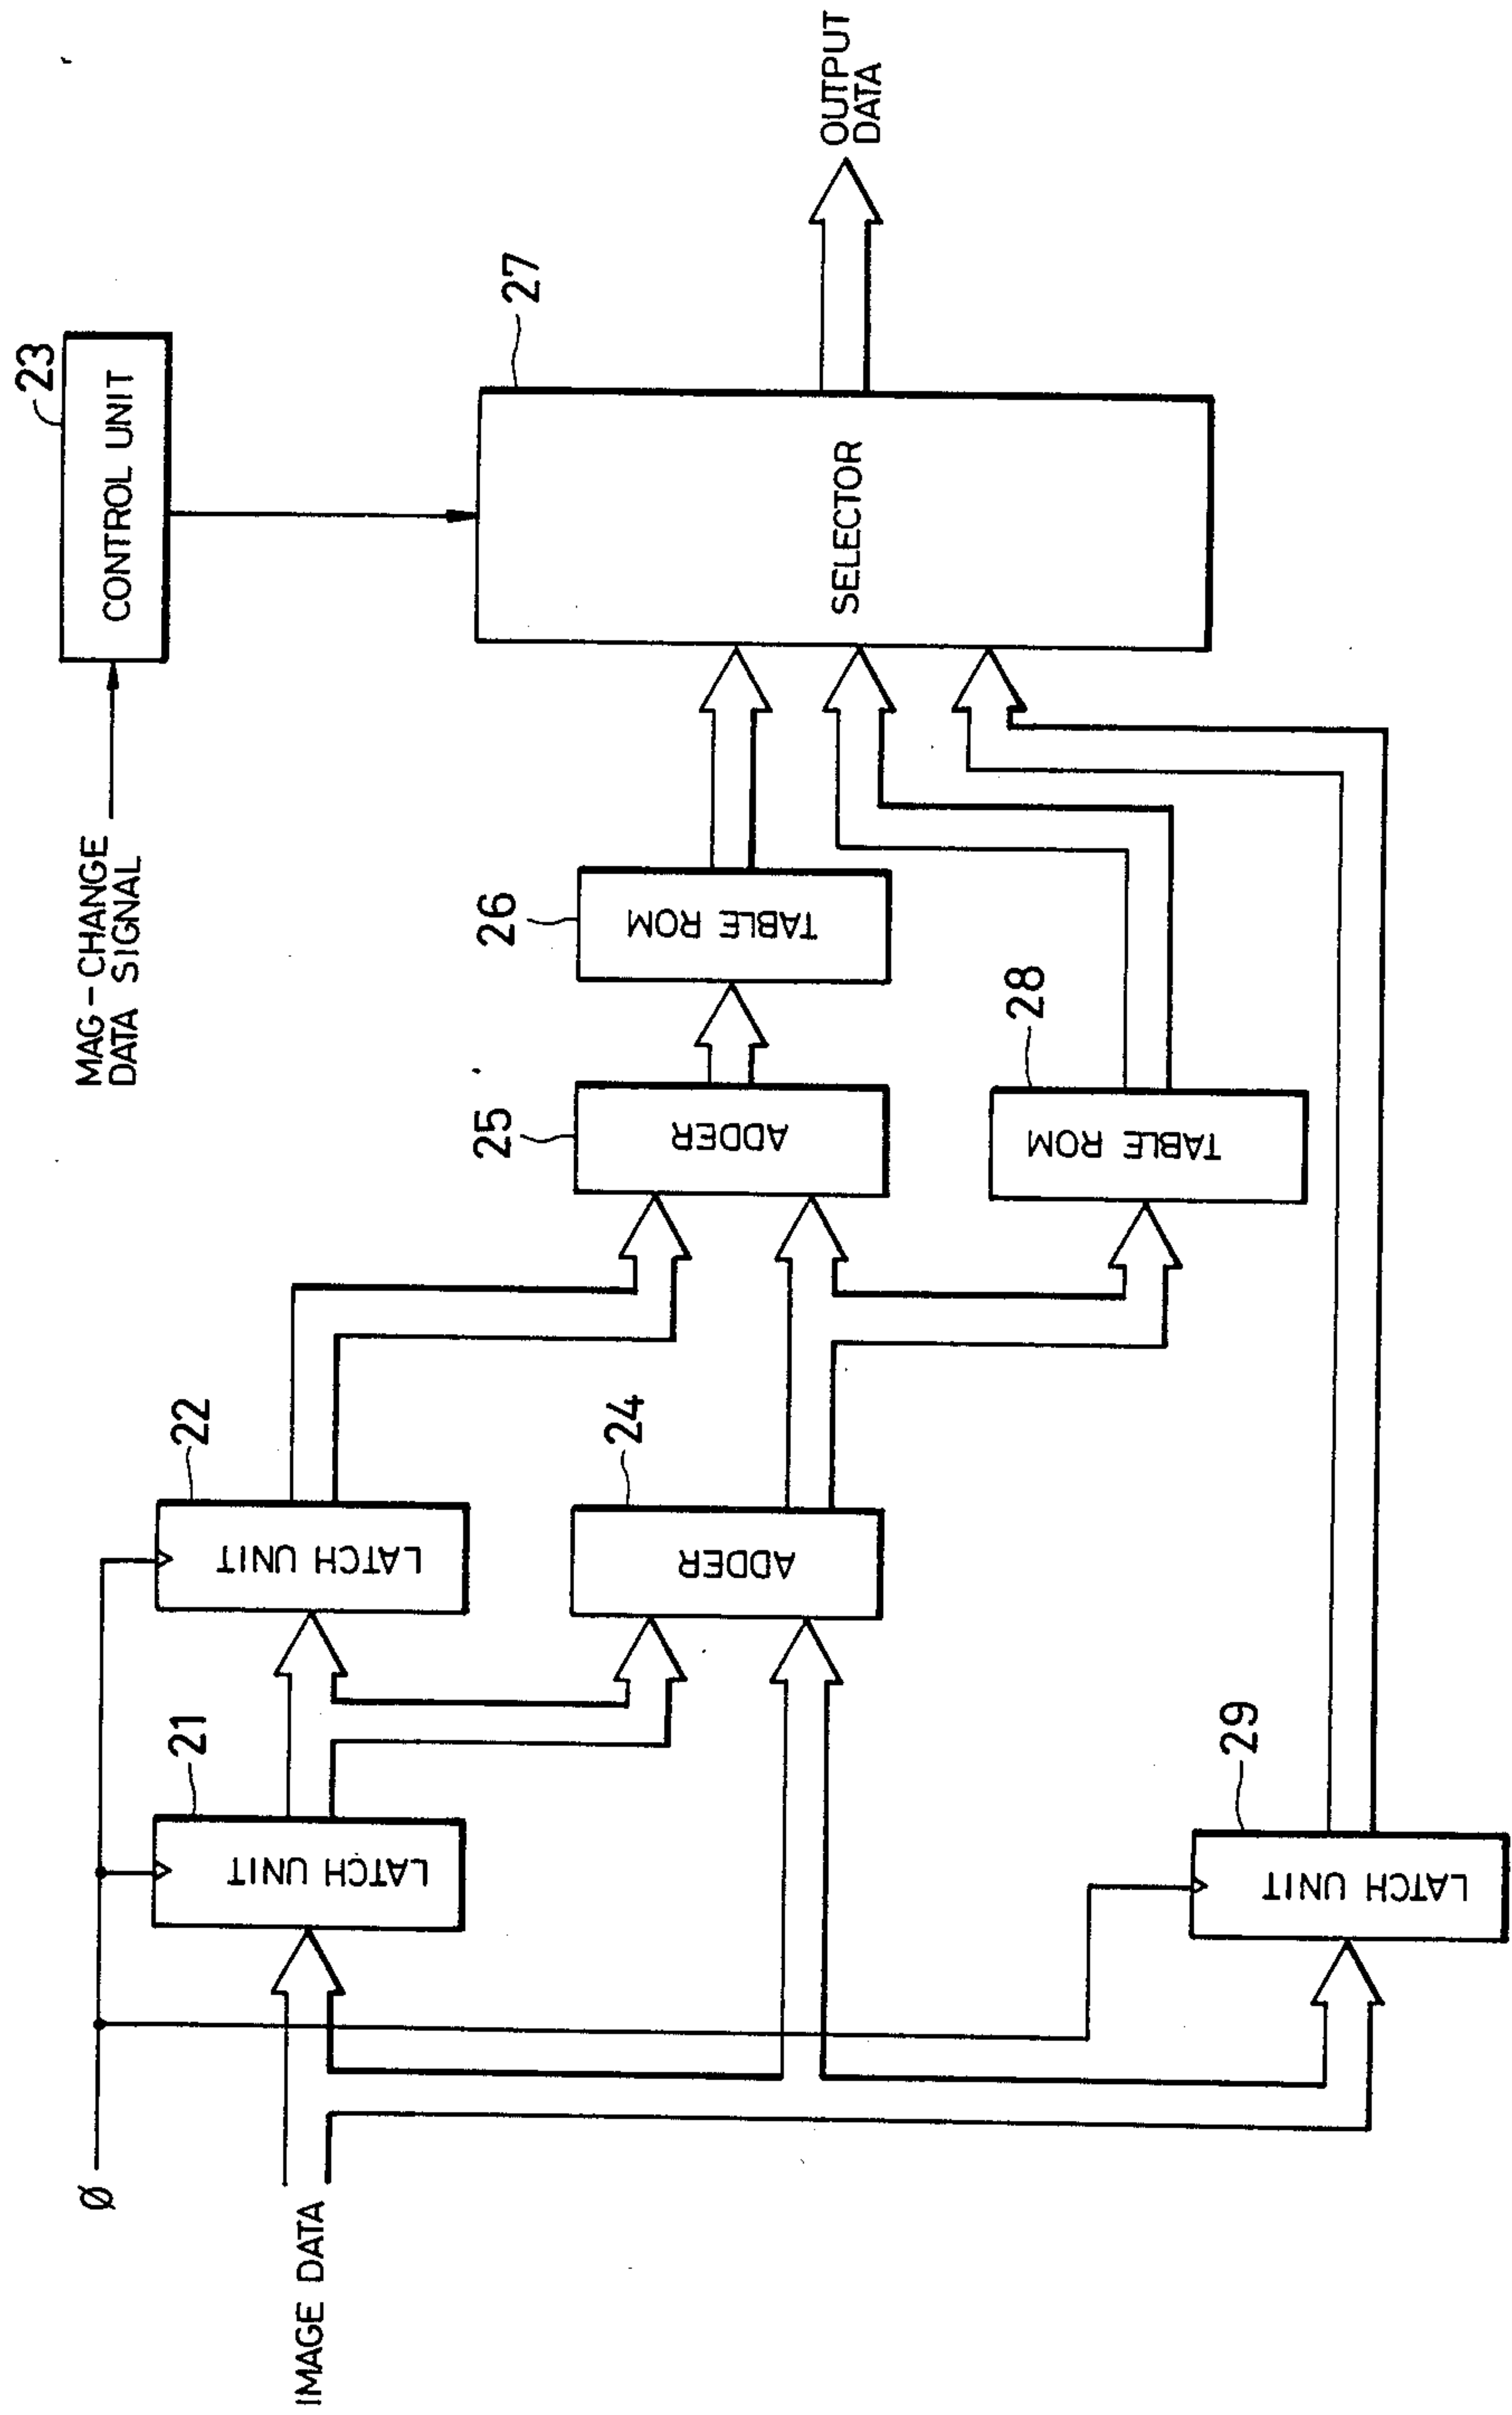 23
CONTROL UNIT
MAG-CHANGE
DATA SIGNAL
27
SELECTOR
OUTPUT
DATA
Ø
IMAGE DATA
21
LATCH UNIT
22
LATCH UNIT
24
ADDER
25
ADDER
26
TABLE ROM
28
TABLE ROM
29
LATCH UNIT